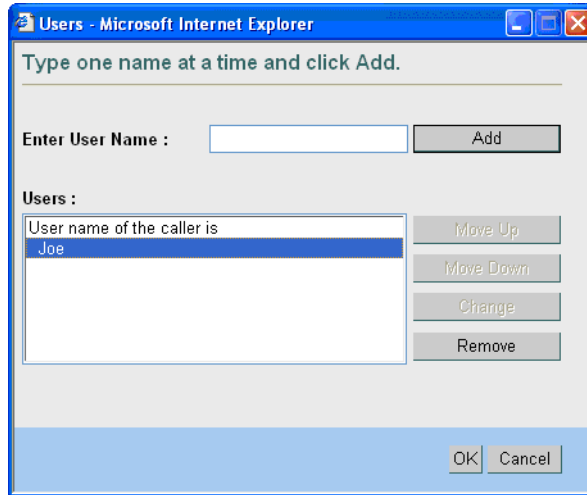 Users - Microsoft Internet Explorer
Type one name at a time and click Add.
Enter User Name : Add
Users :
User name of the caller is
Joe
Move Up
Move Down
Change
Remove
OK Cancel